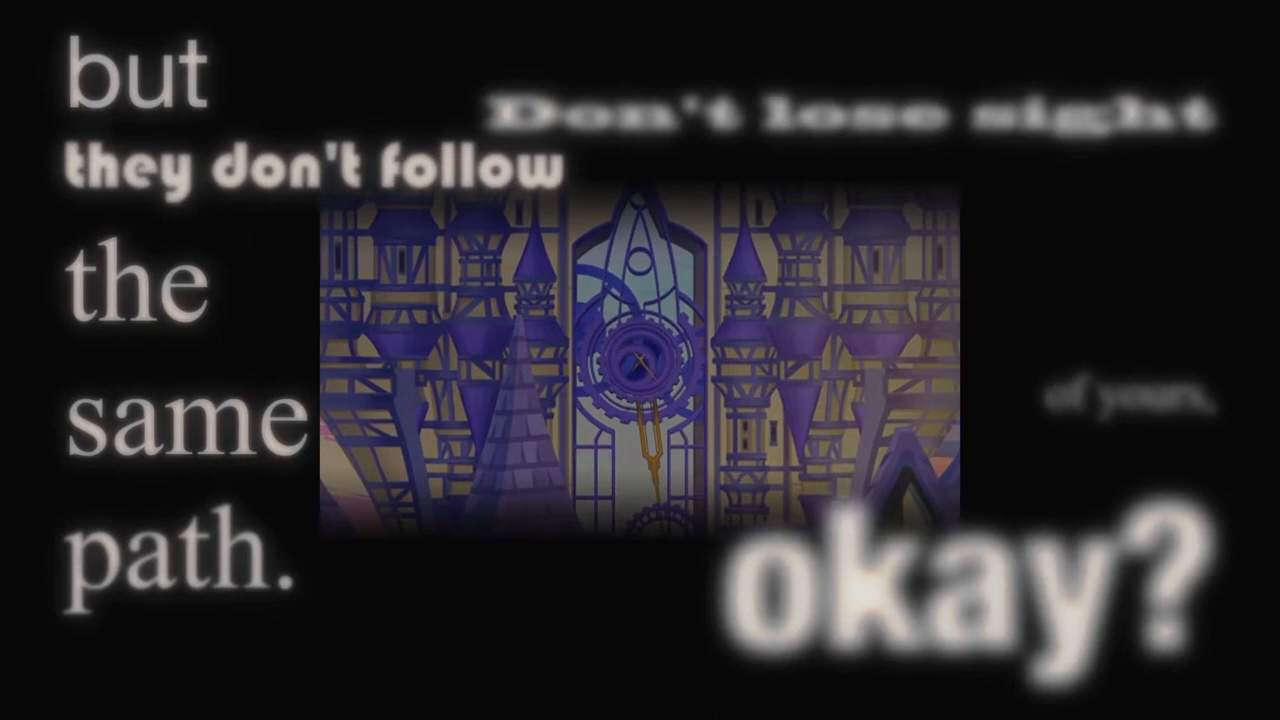 but
they don't follow
the
same
path.
Don't lose sight
of yours,
okay?